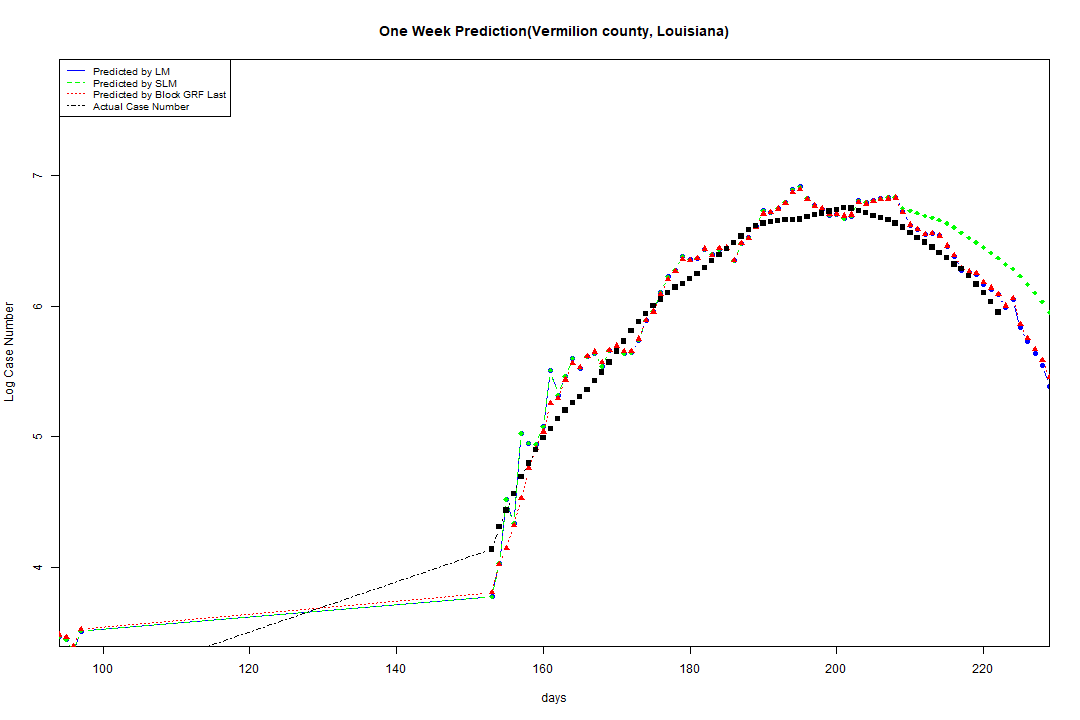 One Week Prediction(Vermilion county, Louisiana)
Predicted by LM
Predicted by SLM
Predicted by Block GRF Last
Actual Case Number
7
6
5
4
Log Case Number
100 120 140 160 180 200 220
days